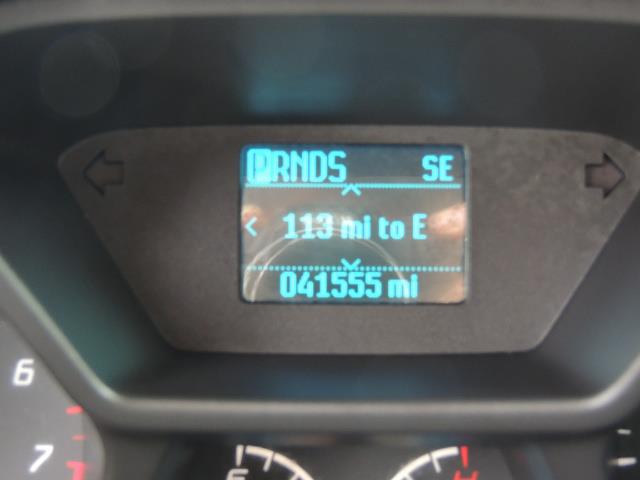 PRNDS SE
< 113 mi to E
041555 mi
6
7
E H